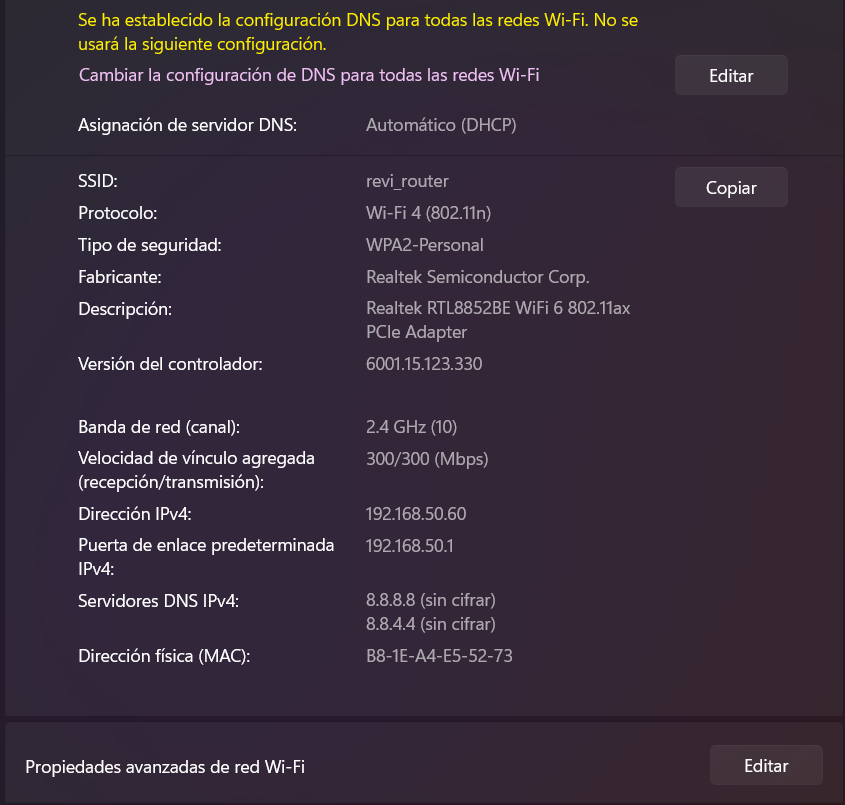 Se ha establecido la configuración DNS para todas las redes Wi-Fi. No se
usará la siguiente configuración.
Cambiar la configuración de DNS para todas las redes Wi-Fi
Editar
Asignación de servidor DNS: Automático (DHCP)
SSID: revi_router
Copiar
Protocolo: Wi-Fi 4 (802.11n)
Tipo de seguridad: WPA2-Personal
Fabricante: Realtek Semiconductor Corp.
Descripción: Realtek RTL8852BE WiFi 6 802.11ax
PCIe Adapter
Versión del controlador: 6001.15.123.330
Banda de red (canal): 2.4 GHz (10)
Velocidad de vínculo agregada 300/300 (Mbps)
(recepción/transmisión):
Dirección IPv4: 192.168.50.60
Puerta de enlace predeterminada 192.168.50.1
IPv4:
Servidores DNS IPv4: 8.8.8.8 (sin cifrar)
8.8.4.4 (sin cifrar)
Dirección física (MAC): B8-1E-A4-E5-52-73
Propiedades avanzadas de red Wi-Fi
Editar